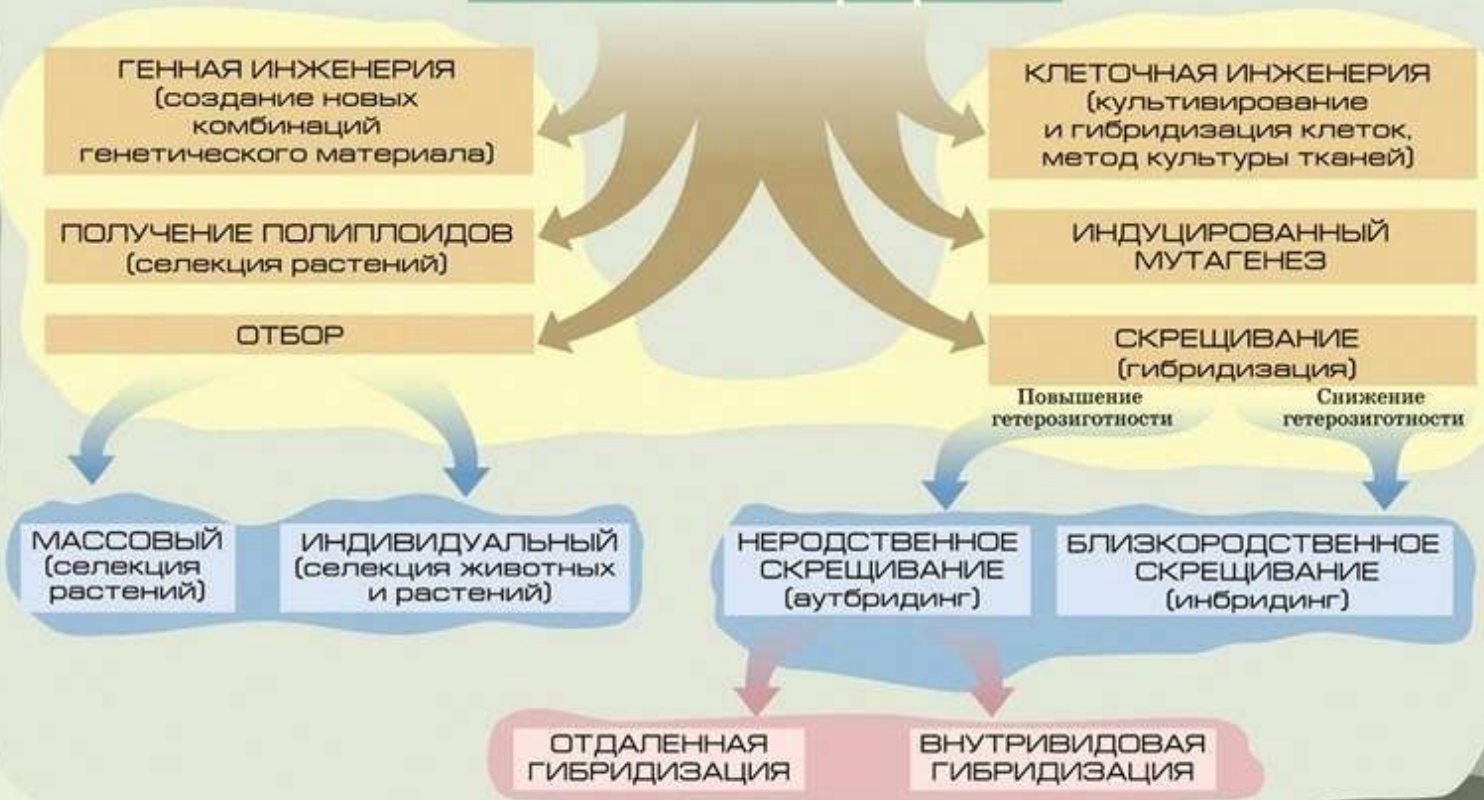 ГЕННАЯ ИНЖЕНЕРИЯ
(создание новых
комбинаций
генетического материала)
КЛЕТОЧНАЯ ИНЖЕНЕРИЯ
(культивирование
и гибридизация клеток,
метод культуры тканей)
ПОЛУЧЕНИЕ ПОЛИПЛОИДОВ
(селекция растений)
ИНДУЦИРОВАННЫЙ
МУТАГЕНЕЗ
ОТБОР
СКРЕЩИВАНИЕ
(гибридизация)
Повышение
гетерозиготности
Снижение
гетерозиготности
МАССОВЫЙ
(селекция
растений)
ИНДИВИДУАЛЬНЫЙ
(селекция животных
и растений)
НЕРОДСТВЕННОЕ
СКРЕЩИВАНИЕ
(аутбридинг)
БЛИЗКОРОДСТВЕННОЕ
СКРЕЩИВАНИЕ
(инбридинг)
ОТДАЛЕННАЯ
ГИБРИДИЗАЦИЯ
ВНУТРИВИДОВАЯ
ГИБРИДИЗАЦИЯ